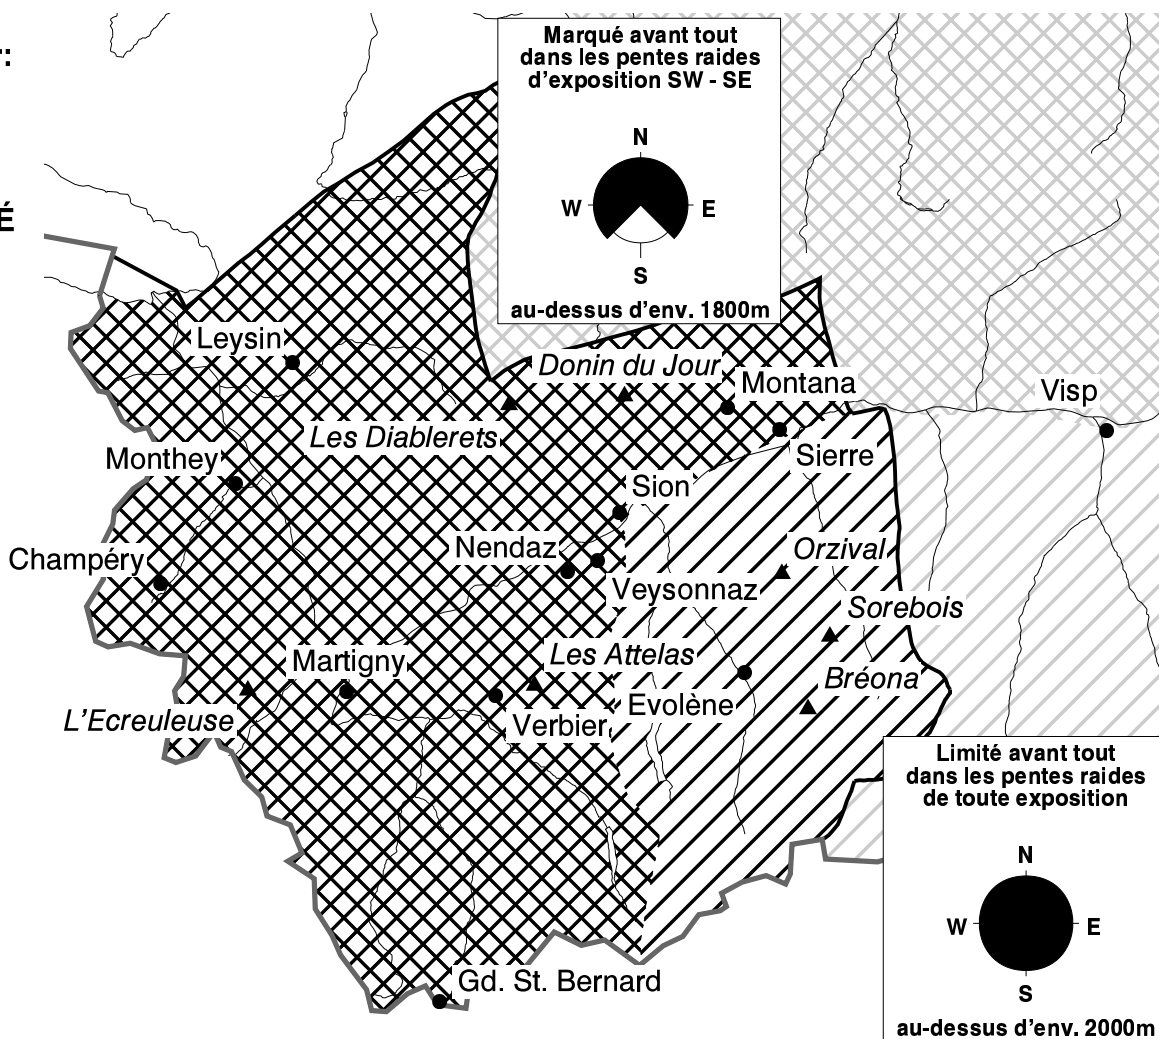 Marqué avant tout
dans les pentes raides
d'exposition SW - SE
:
N
W
E
S
É
au-dessus d'env. 1800m
Leysin
Donin du Jour
Montana
Visp
Les Diablerets
Monthey
Sierre
Sion
Champéry
Nendaz
Orzival
Veysonnaz
Sorebois
Martigny
Les Attelas
Bréona
L'Ecreuleuse
Evolène
Verbier
Limité avant tout
dans les pentes raides
de toute exposition
N
W
E
S
Gd. St. Bernard
au-dessus d'env. 2000m